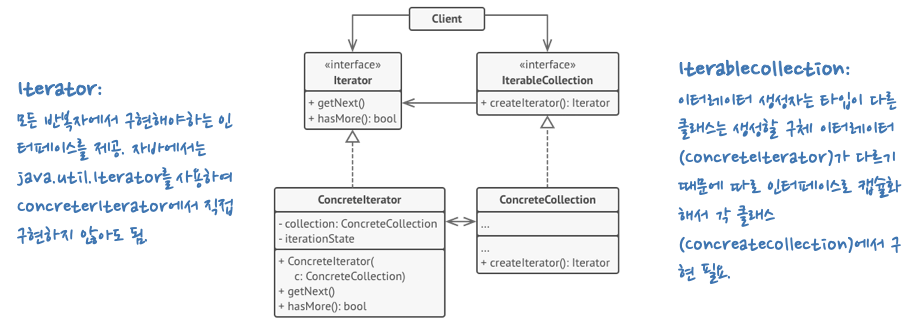 Client
Iterator:
모든 반복자에서 구현해야하는 인
터페이스를 제공. 자바에서는
java.util.Iterator를 사용하여
concreterIterator에서 직접
구현하지 않아도 됨.
«interface»
Iterator
+ getNext()
+ hasMore(): bool
«interface»
IterableCollection
+ createIterator(): Iterator
ConcreteIterator
- collection: ConcreteCollection
- iterationState
+ ConcreteIterator(
c: ConcreteCollection)
+ getNext()
+ hasMore(): bool
ConcreteCollection
...
...
+ createIterator(): Iterator
Iterablecollection:
이터레이터 생성자는 타입이 다른
클래스는 생성할 구체 이터레이터
(concreteIterator)가 다르기
때문에 따로 인터페이스로 캡슐화
해서 각 클래스
(concreatecollection)에서 구
현 필요.